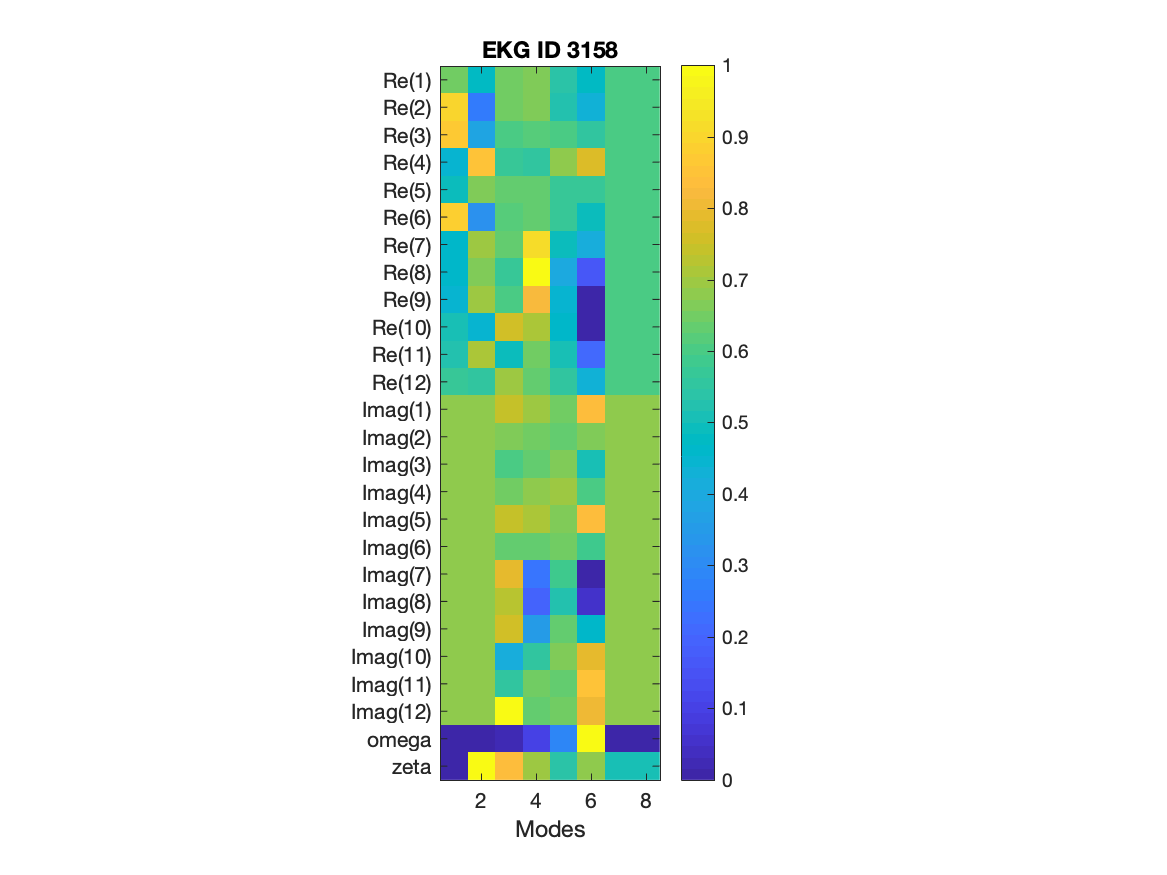 EKG ID 3158
Re(1)
Re(2)
Re(3)
Re(4)
Re(5)
Re(6)
Re(7)
Re(8)
Re(9)
Re(10)
Re(11)
Re(12)
Imag(1)
Imag(2)
Imag(3)
Imag(4)
Imag(5)
Imag(6)
Imag(7)
Imag(8)
Imag(9)
Imag(10)
Imag(11)
Imag(12)
omega
zeta
2 4 6 8
Modes
1
0.9
0.8
0.7
0.6
0.5
0.4
0.3
0.2
0.1
0